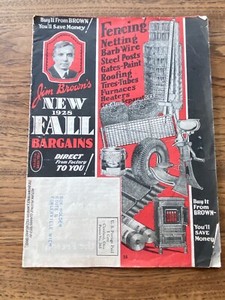 Buy It From BROWN
You'll Save Money
Jim Brown's
NEW
1928
FALL
BARGAINS
DIRECT
From Factory
TO YOU!
Fencing
Netting
Barb Wire
Steel Posts
Gates-Paint
Roofing
Tires-Tubes
Furnaces
Heaters
Buy It
From
BROWN
You'll
SAVE
Money